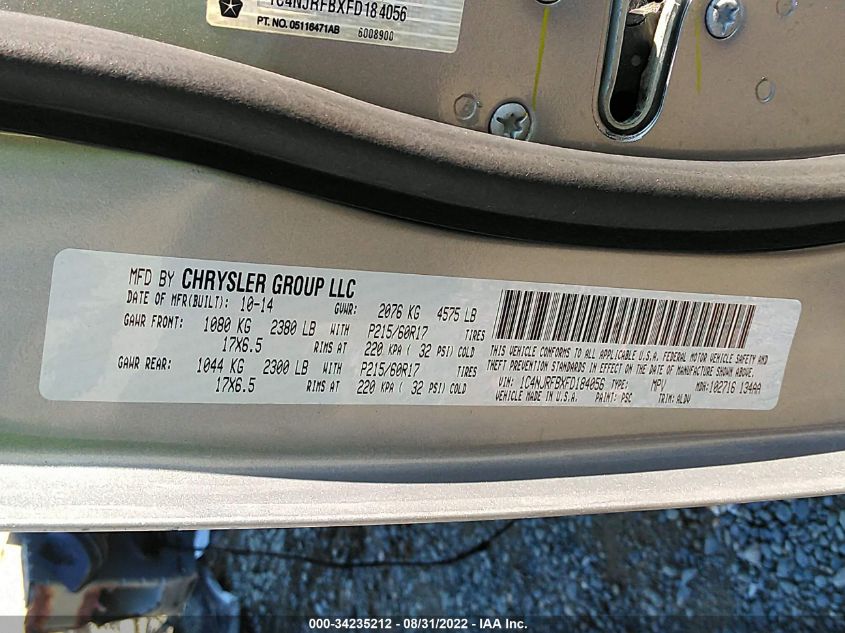 1C4NJRFBXFD184056
PT. NO. 05116471AB 6008900
MFD BY CHRYSLER GROUP LLC
DATE OF MFR(BUILT): 10-14 GVWR: 2076 KG 4575 LB
GAWR FRONT: 1080 KG 2380 LB WITH P215/60R17 TIRES
17X6.5 RIMS AT 220 KPA ( 32 PSI) COLD
GAWR REAR: 1044 KG 2300 LB WITH P215/60R17 TIRES
17X6.5 RIMS AT 220 KPA ( 32 PSI) COLD
THIS VEHICLE CONFORMS TO ALL APPLICABLE U.S.A. FEDERAL MOTOR VEHICLE SAFETY AND
THEFT PREVENTION STANDARDS IN EFFECT ON THE DATE OF MANUFACTURE SHOWN ABOVE.
VIN: 1C4NJRFBXFD184056 TYPE: MPV MDH: 102716 134AA
VEHICLE MADE IN U.S.A. PAINT: PSC TRIM: ALDV
000-34235212 - 08/31/2022 - IAA Inc.